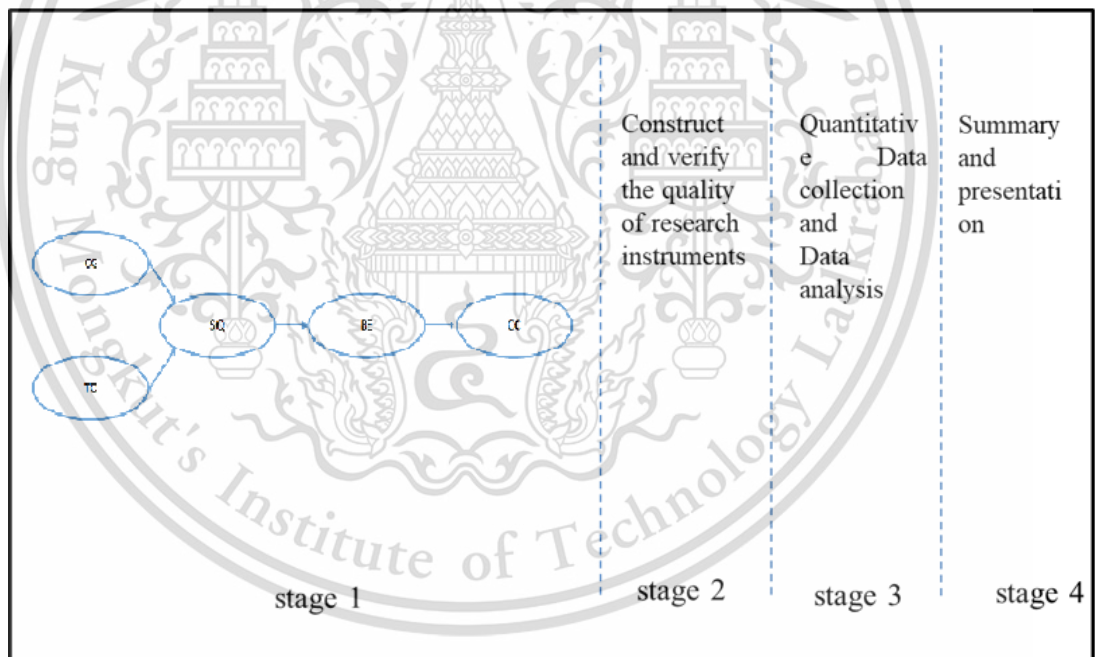 King Mongkut's Institute of Technology Ladkrabang
SQ
BE
Construct
and verify
the quality
of research
instruments
Quantitativ
e Data
collection
and
Data
analysis
Summary
and
presentati
on
stage 1
stage 2
stage 3
stage 4